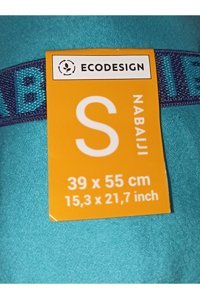 ECODESIGN
S
NABAIJI
39 x 55 cm
15,3 x 21,7 inch